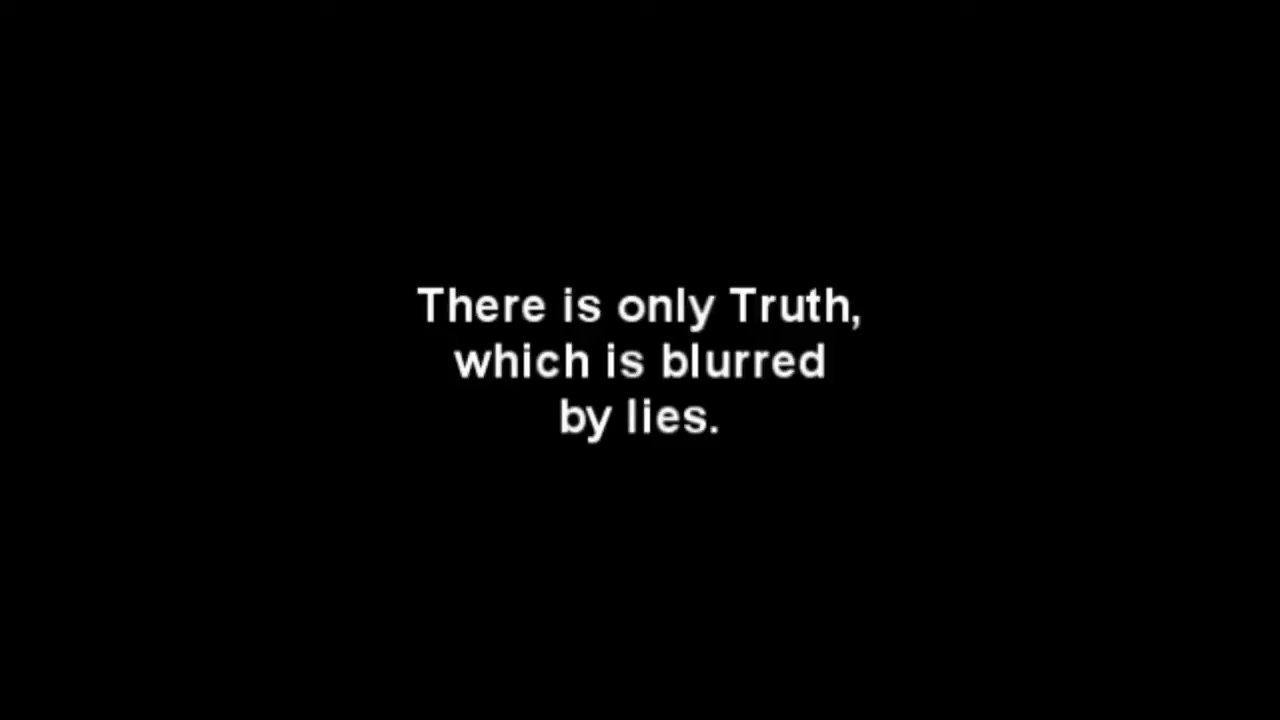 There is only Truth,
which is blurred
by lies.